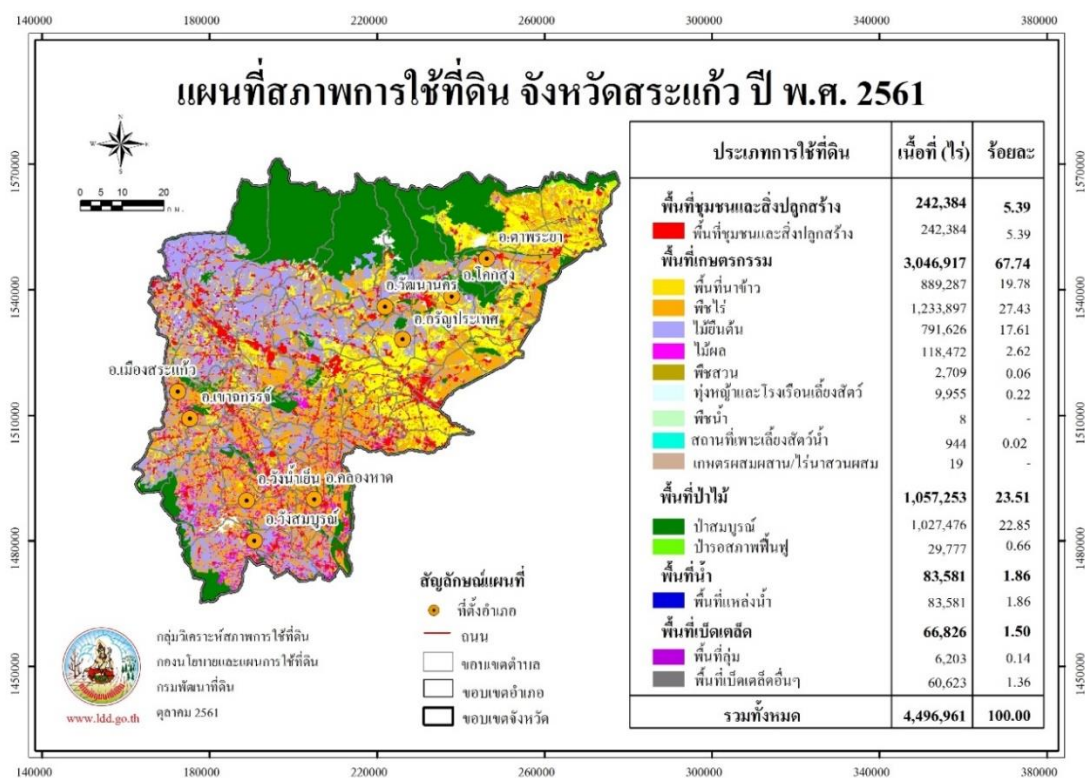 140000 180000 220000 260000 300000 340000 380000
แผนที่สภาพการใช้ที่ดิน จังหวัดสระแก้ว ปี พ.ศ. 2561
N
W E
S
0 5 10 20
ก.ม.
1570000
1540000
1510000
1480000
1450000
อ.ตาพระยา
อ.โคกสูง
อ.วัฒนานคร
อ.อรัญประเทศ
อ.เมืองสระแก้ว
อ.เขาฉกรรจ์
อ.วังน้ำเย็น อ.คลองหาด
อ.วังสมบูรณ์
ประเภทการใช้ที่ดิน เนื้อที่ (ไร่) ร้อยละ
พื้นที่ชุมชนและสิ่งปลูกสร้าง 242,384 5.39
พื้นที่ชุมชนและสิ่งปลูกสร้าง 242,384 5.39
พื้นที่เกษตรกรรม 3,046,917 67.74
พื้นที่นาข้าว 889,287 19.78
พืชไร่ 1,233,897 27.43
ไม้ยืนต้น 791,626 17.61
ไม้ผล 118,472 2.62
พืชสวน 2,709 0.06
ทุ่งหญ้าและโรงเรือนเลี้ยงสัตว์ 9,955 0.22
พืชน้ำ 8 -
สถานที่เพาะเลี้ยงสัตว์น้ำ 944 0.02
เกษตรผสมผสาน/ไร่นาสวนผสม 19 -
พื้นที่ป่าไม้ 1,057,253 23.51
ป่าสมบูรณ์ 1,027,476 22.85
ป่ารอสภาพฟื้นฟู 29,777 0.66
พื้นที่น้ำ 83,581 1.86
พื้นที่แหล่งน้ำ 83,581 1.86
พื้นที่เบ็ดเตล็ด 66,826 1.50
พื้นที่ลุ่ม 6,203 0.14
พื้นที่เบ็ดเตล็ดอื่นๆ 60,623 1.36
รวมทั้งหมด 4,496,961 100.00
สัญลักษณ์แผนที่
ที่ตั้งอำเภอ
ถนน
ขอบเขตตำบล
ขอบเขตอำเภอ
ขอบเขตจังหวัด
กลุ่มวิเคราะห์สภาพการใช้ที่ดิน
กองนโยบายและแผนการใช้ที่ดิน
กรมพัฒนาที่ดิน
ตุลาคม 2561
www.ldd.go.th
1570000
1540000
1510000
1480000
1450000
140000 180000 220000 260000 300000 340000 380000